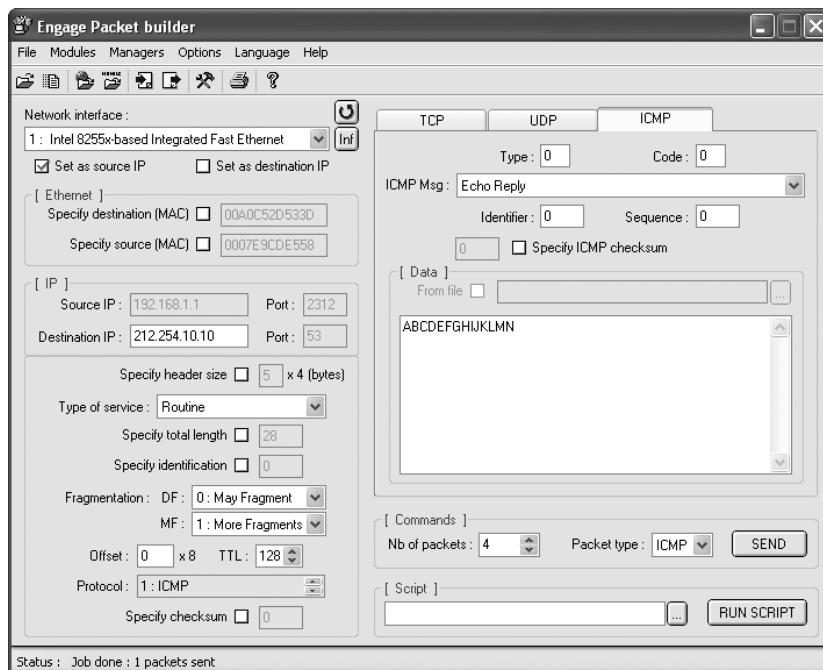 Engage Packet builder
File Modules Managers Options Language Help
Network interface :
Inf
1 : Intel 8255x-based Integrated Fast Ethernet
Set as source IP
Set as destination IP
[ Ethernet ]
Specify destination (MAC) 00A0C52D533D
Specify source (MAC) 0007E9CDE558
[ IP ]
Source IP : 192.168.1.1 Port : 2312
Destination IP : 212.254.10.10 Port : 53
Specify header size 5 x 4 (bytes)
Type of service : Routine
Specify total length 28
Specify identification 0
Fragmentation : DF : 0 : May Fragment
MF : 1 : More Fragments
Offset : 0 x 8 TTL : 128
Protocol : 1 : ICMP
Specify checksum 0
TCP UDP ICMP
Type : 0 Code : 0
ICMP Msg : Echo Reply
Identifier : 0 Sequence : 0
0 Specify ICMP checksum
[ Data ]
From file ...
ABCDEFGHIJKLMN
[ Commands ]
Nb of packets : 4 Packet type : ICMP SEND
[ Script ]
... RUN SCRIPT
Status : Job done : 1 packets sent